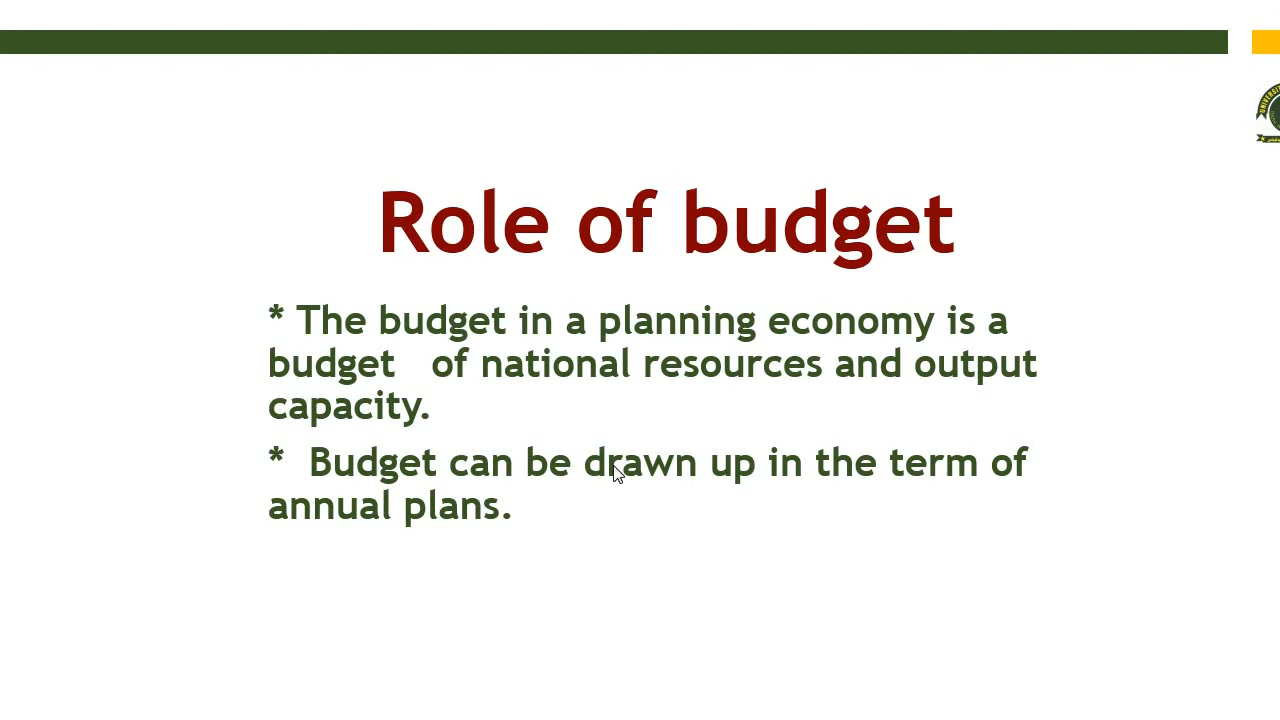 UNIVERSI
Role of budget
* The budget in a planning economy is a
budget of national resources and output
capacity.
* Budget can be drawn up in the term of
annual plans.